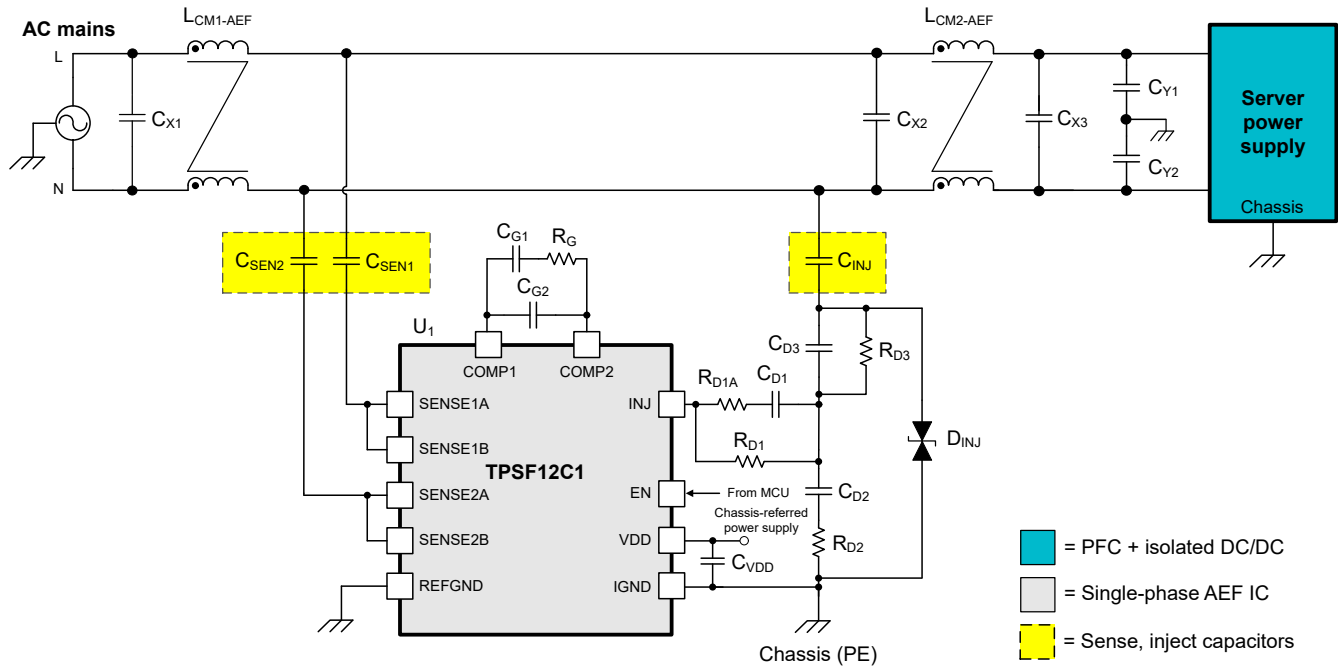 LCM1-AEF
LCM2-AEF
AC mains
L
N
CX1
CX2
CX3
CY1
CY2
Server
power
supply
Chassis
CSEN2
CSEN1
CG1
RG
CG2
CINJ
U1
COMP1
COMP2
SENSE1A
SENSE1B
SENSE2A
SENSE2B
REFGND
TPSF12C1
INJ
EN
VDD
IGND
RD1A
CD1
RD1
CD3
RD3
DINJ
From MCU
Chassis-referred
power supply
CVDD
CD2
RD2
Chassis (PE)
= PFC + isolated DC/DC
= Single-phase AEF IC
= Sense, inject capacitors